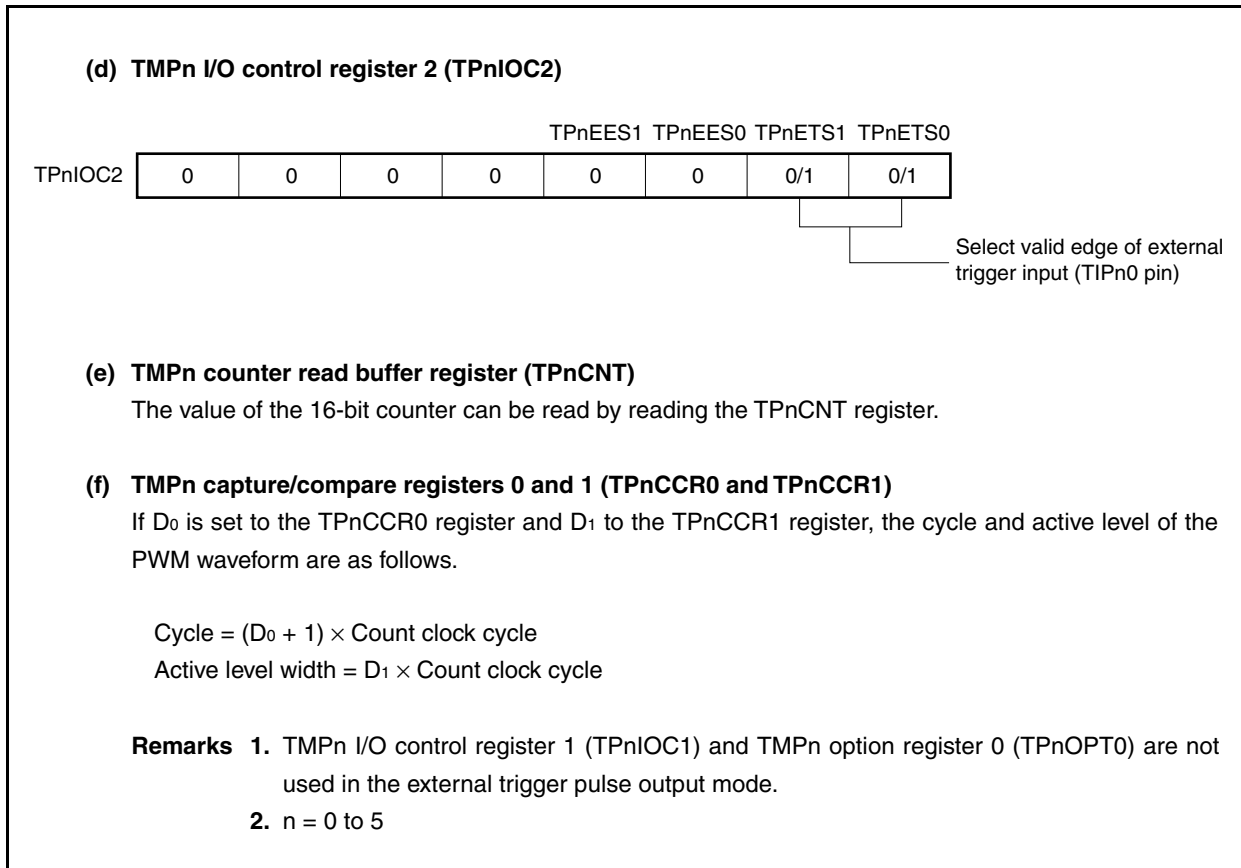 (d) TMPn I/O control register 2 (TPnIOC2)
TPnEES1 TPnEES0 TPnETS1 TPnETS0
TPnIOC2 0 0 0 0 0 0 0/1 0/1
Select valid edge of external
trigger input (TIPn0 pin)
(e) TMPn counter read buffer register (TPnCNT)
The value of the 16-bit counter can be read by reading the TPnCNT register.
(f) TMPn capture/compare registers 0 and 1 (TPnCCR0 and TPnCCR1)
If D0 is set to the TPnCCR0 register and D1 to the TPnCCR1 register, the cycle and active level of the
PWM waveform are as follows.
Cycle = (D0 + 1) × Count clock cycle
Active level width = D1 × Count clock cycle
Remarks 1. TMPn I/O control register 1 (TPnIOC1) and TMPn option register 0 (TPnOPT0) are not
used in the external trigger pulse output mode.
2. n = 0 to 5